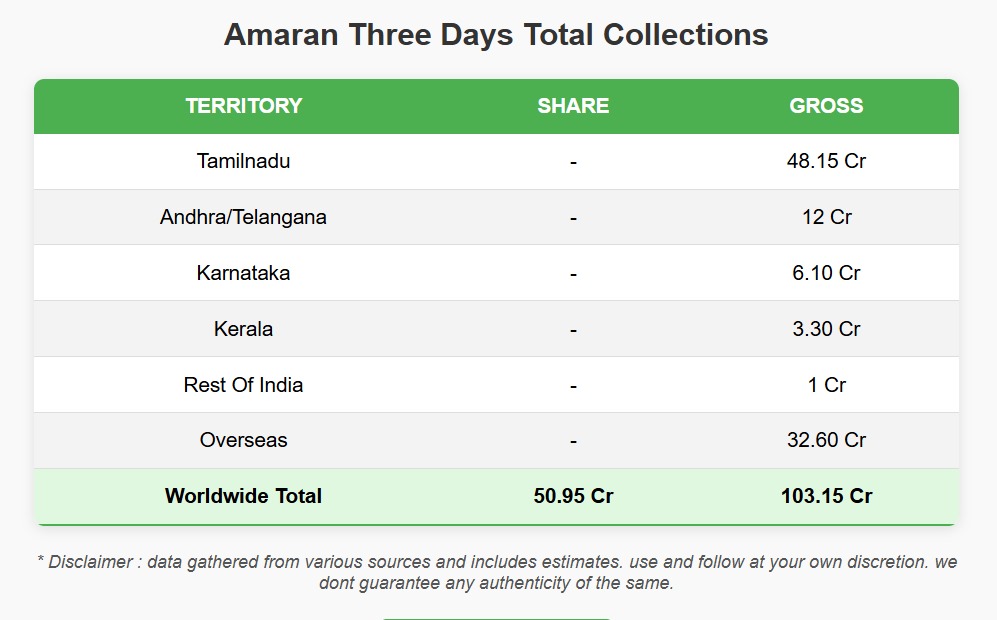 Amaran Three Days Total Collections
TERRITORY SHARE GROSS
Tamilnadu - 48.15 Cr
Andhra/Telangana - 12 Cr
Karnataka - 6.10 Cr
Kerala - 3.30 Cr
Rest Of India - 1 Cr
Overseas - 32.60 Cr
Worldwide Total 50.95 Cr 103.15 Cr
* Disclaimer : data gathered from various sources and includes estimates. use and follow at your own discretion. we
dont guarantee any authenticity of the same.